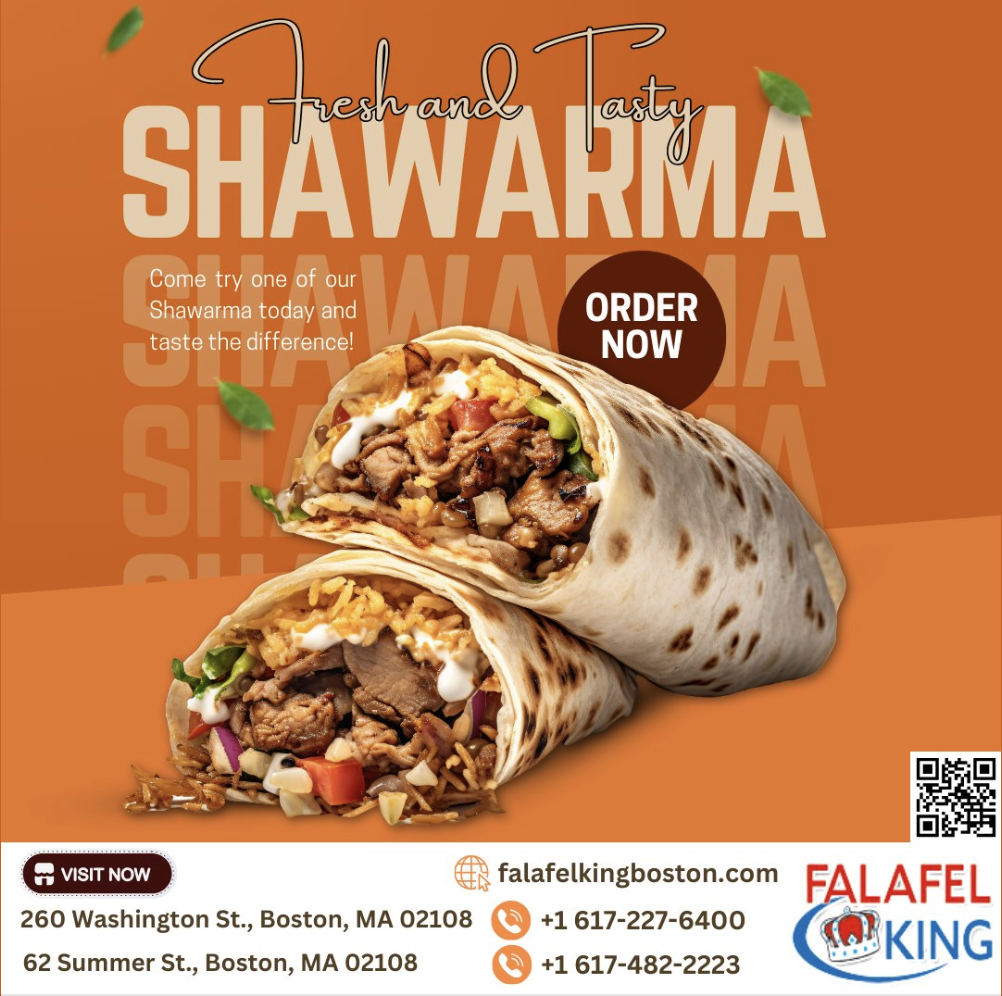 Fresh and Tasty
SHAWARMA
SHAWARMA
Come try one of our
Shawarma today and
taste the difference!
ORDER
NOW
VISIT NOW
falafelkingboston.com
260 Washington St., Boston, MA 02108
+1 617-227-6400
62 Summer St., Boston, MA 02108
+1 617-482-2223
FALAFEL
KING